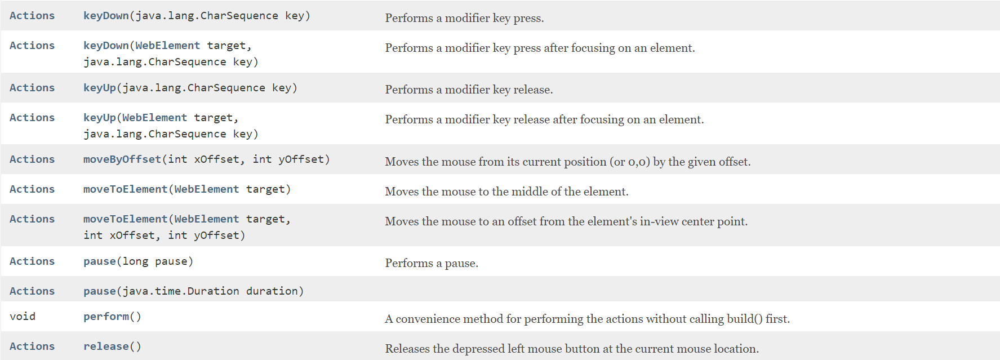 Actions keyDown(java.lang.CharSequence key) Performs a modifier key press.
Actions keyDown(WebElement target, Performs a modifier key press after focusing on an element.
java.lang.CharSequence key)
Actions keyUp(java.lang.CharSequence key) Performs a modifier key release.
Actions keyUp(WebElement target, Performs a modifier key release after focusing on an element.
java.lang.CharSequence key)
Actions moveByOffset(int xOffset, int yOffset) Moves the mouse from its current position (or 0,0) by the given offset.
Actions moveToElement(WebElement target) Moves the mouse to the middle of the element.
Actions moveToElement(WebElement target, Moves the mouse to an offset from the element's in-view center point.
int xOffset, int yOffset)
Actions pause(long pause) Performs a pause.
Actions pause(java.time.Duration duration)
void perform() A convenience method for performing the actions without calling build() first.
Actions release() Releases the depressed left mouse button at the current mouse location.